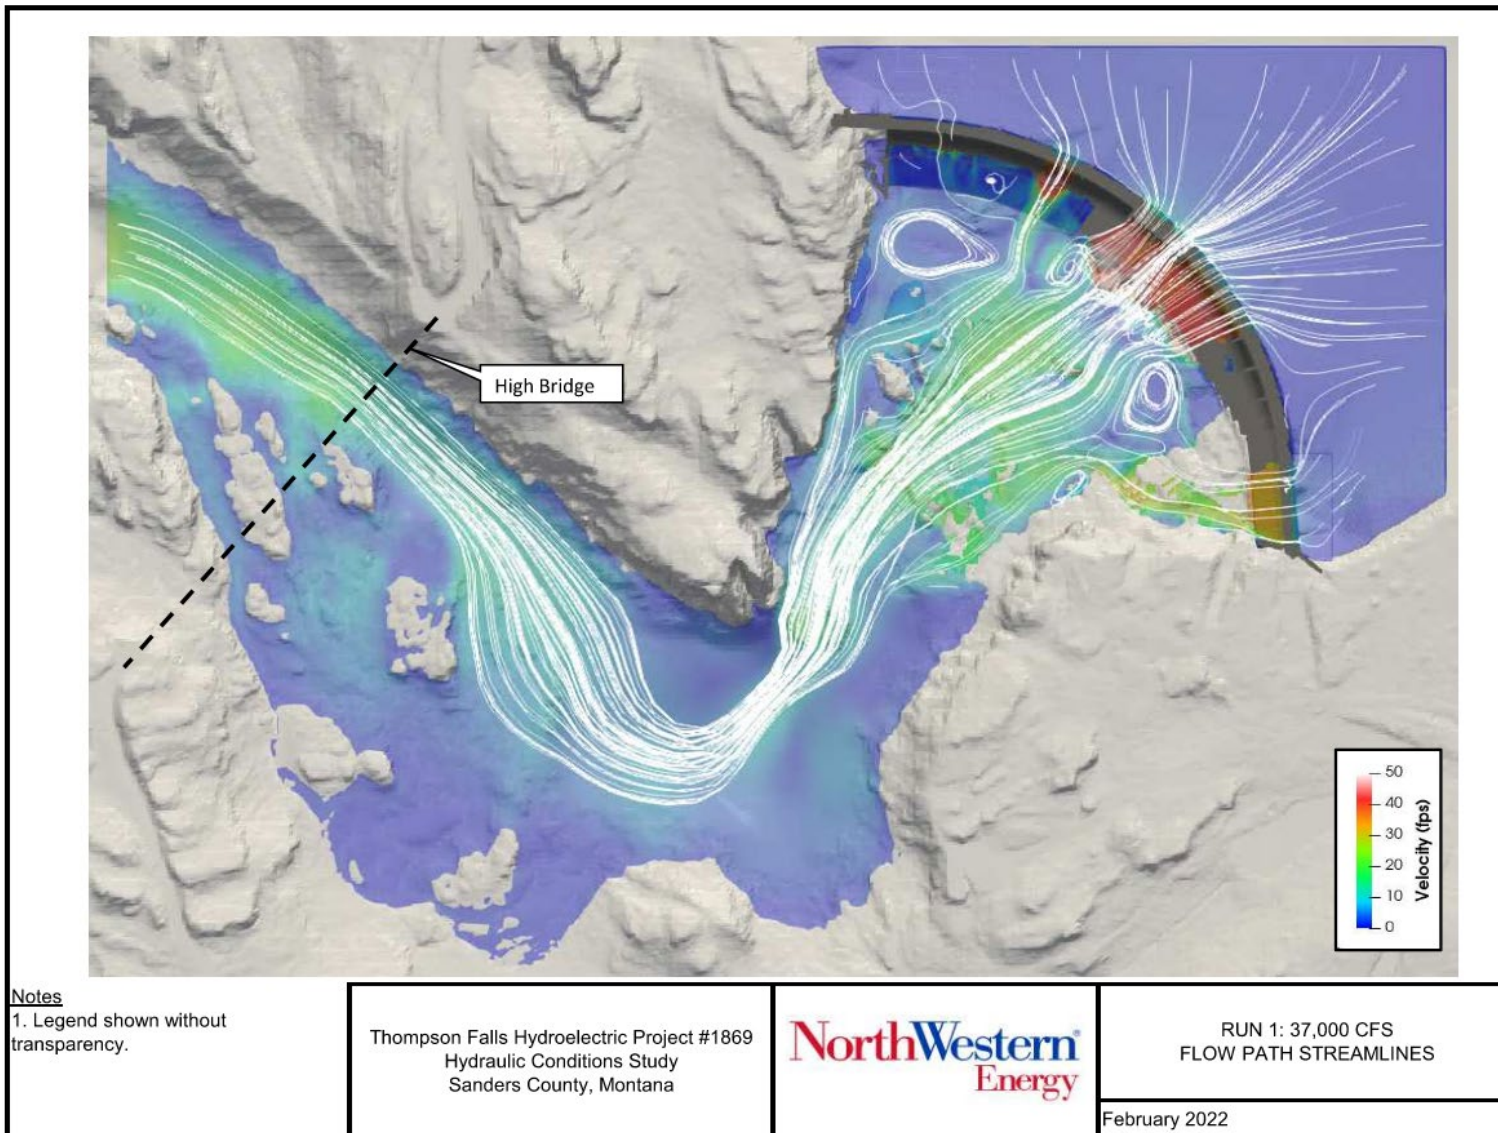 High Bridge
50
40
30
20
10
0
Velocity (fps)
Notes
1. Legend shown without
transparency.
Thompson Falls Hydroelectric Project #1869
Hydraulic Conditions Study
Sanders County, Montana
NorthWestern®
Energy
RUN 1: 37,000 CFS
FLOW PATH STREAMLINES
February 2022